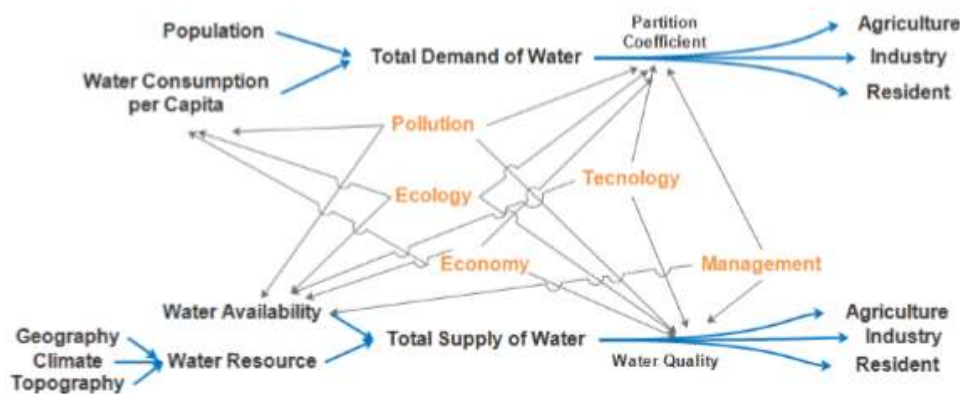 Population
Water Consumption
per Capita
Total Demand of Water
Partition
Coefficient
Agriculture
Industry
Resident
Pollution
Ecology
Tecnology
Economy
Management
Water Availability
Geography
Climate
Topography
Water Resource
Total Supply of Water
Water Quality
Agriculture
Industry
Resident